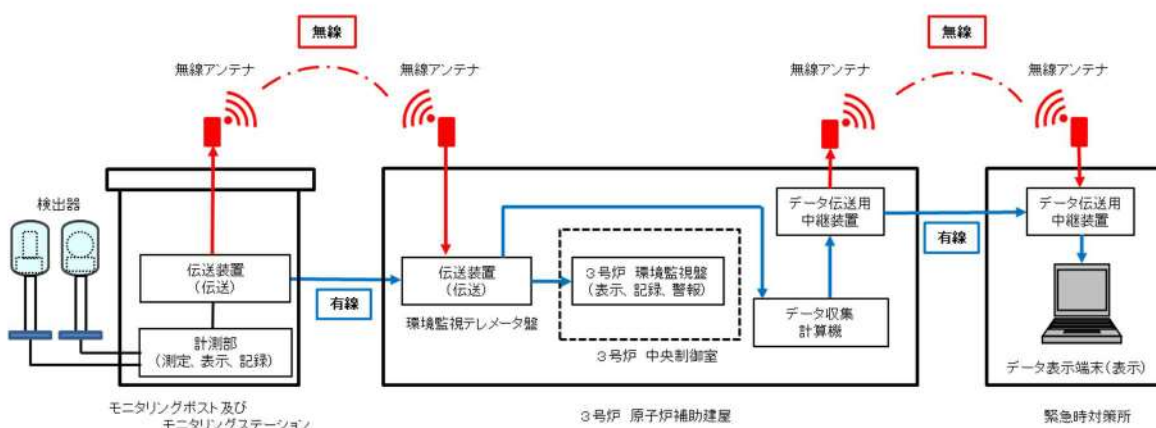 無線
無線
無線アンテナ
無線アンテナ
無線アンテナ
無線アンテナ
検出器
伝送装置
(伝送)
計測部
(測定、表示、記録)
モニタリングポスト及び
モニタリングステーション
有線
伝送装置
(伝送)
環境監視テレメータ盤
3号炉 環境監視盤
(表示、記録、警報)
3号炉 中央制御室
データ伝送用
中継装置
データ収集
計算機
3号炉 原子炉補助建屋
有線
データ伝送用
中継装置
データ表示端末(表示)
緊急時対策所